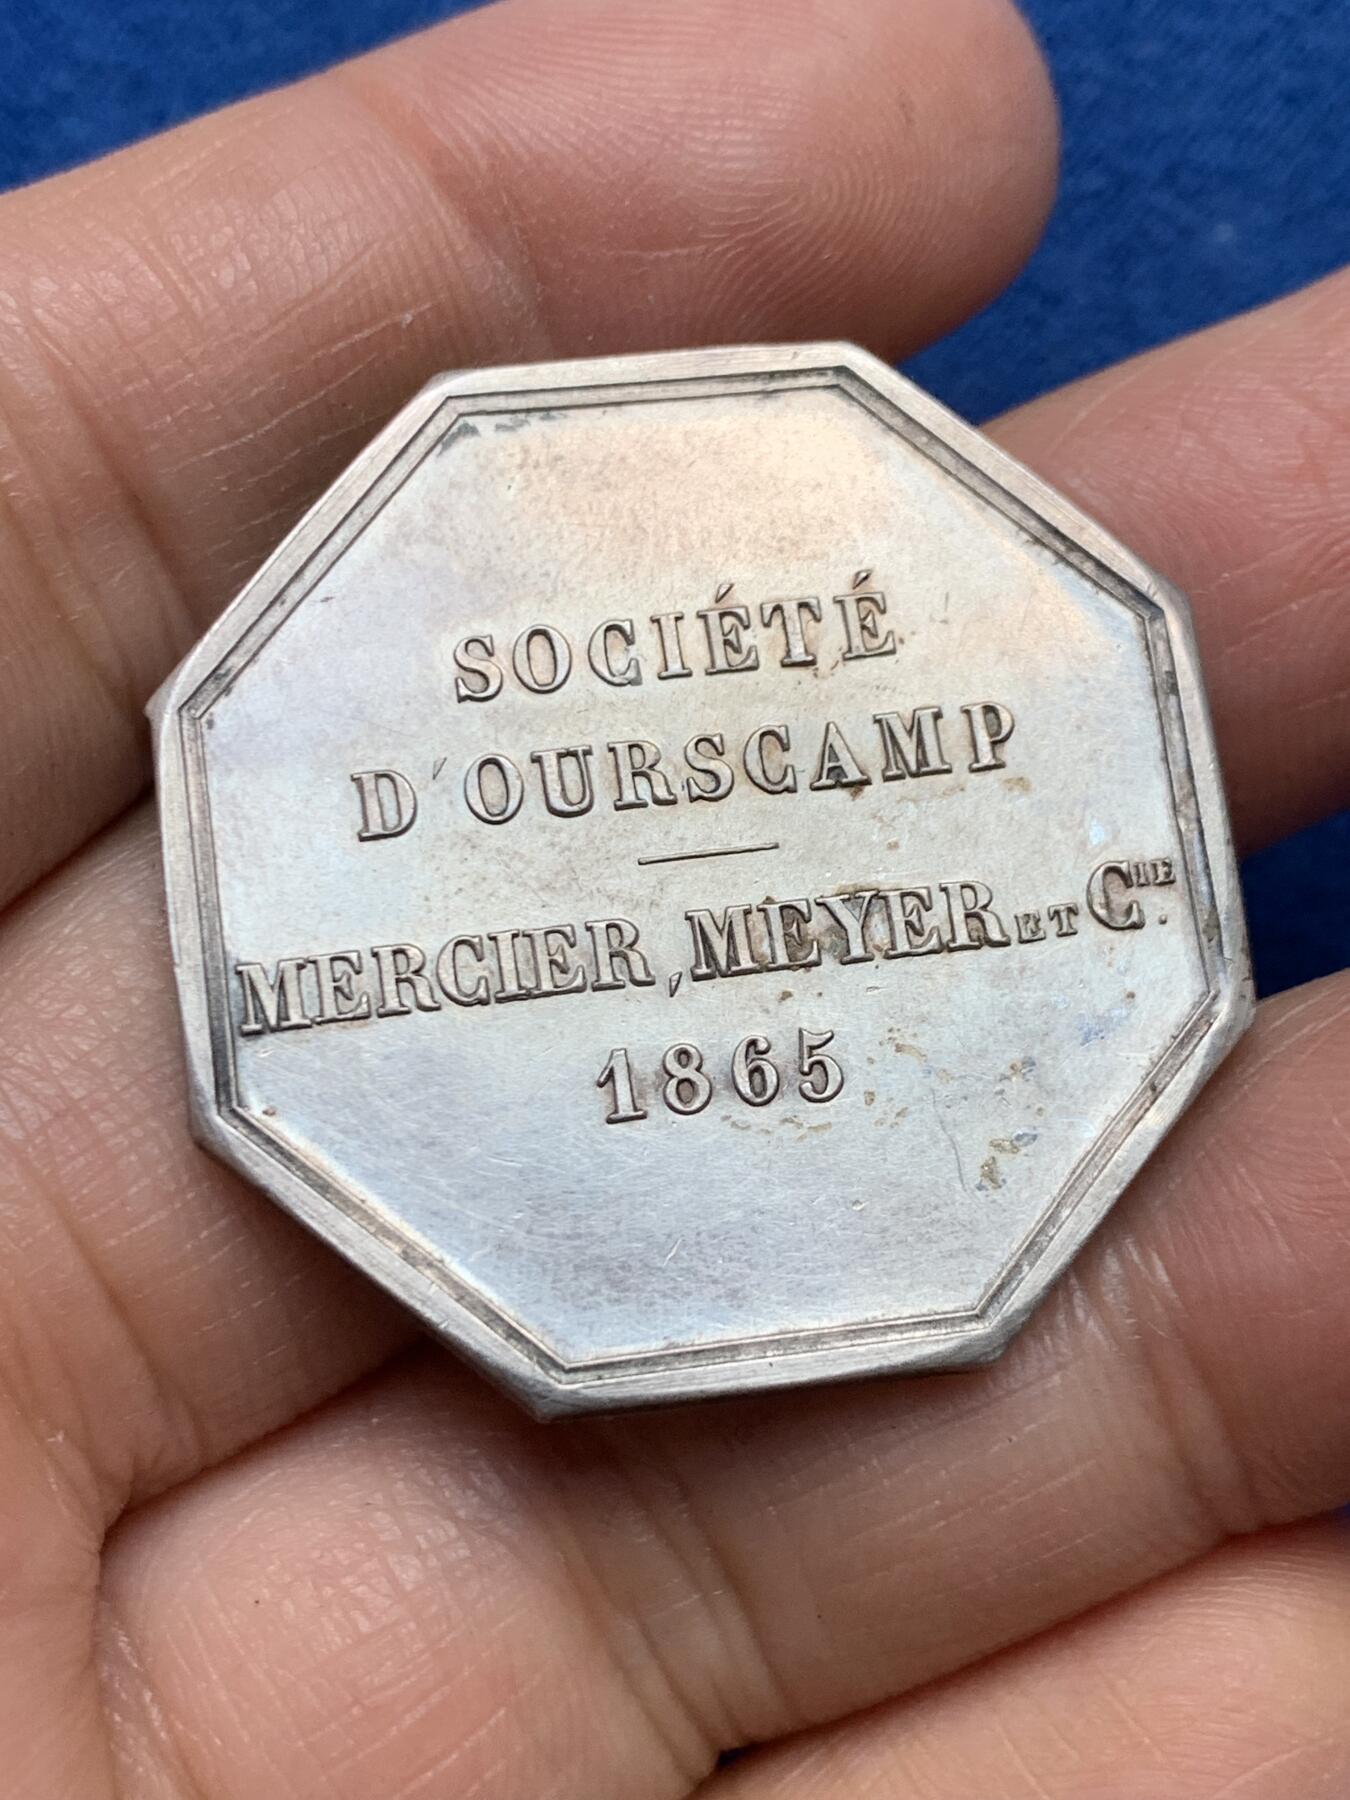 SOCIÉTÉ
D'OURSCAMP
MERCIER, MEYER ET CIE.
1865